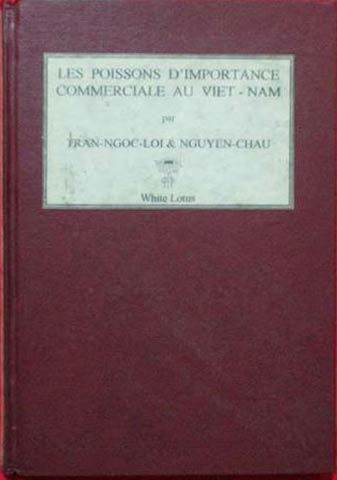 LES POISSONS D'IMPORTANCE
COMMERCIALE AU VIET - NAM
par
TRAN-NGOC-LOI & NGUYEN-CHAU
White Lotus